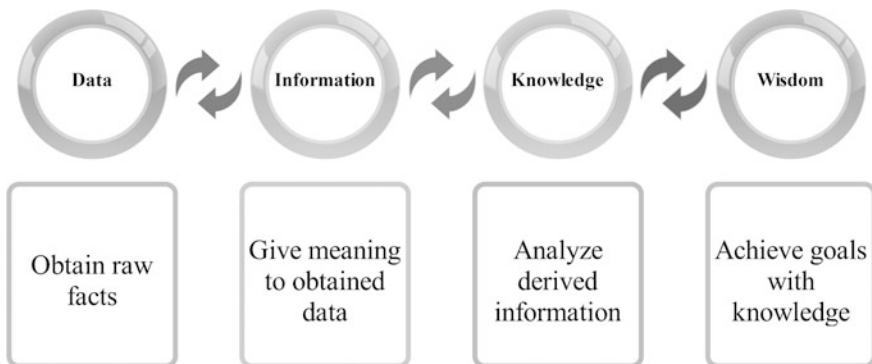 Data
Information
Knowledge
Wisdom
Obtain raw
facts
Give meaning
to obtained
data
Analyze
derived
information
Achieve goals
with
knowledge